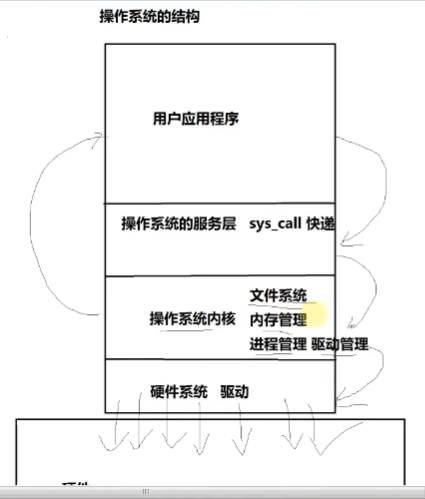 操作系统的结构
用户应用程序
操作系统的服务层 sys_call 快递
文件系统
操作系统内核 内存管理
进程管理 驱动管理
硬件系统 驱动